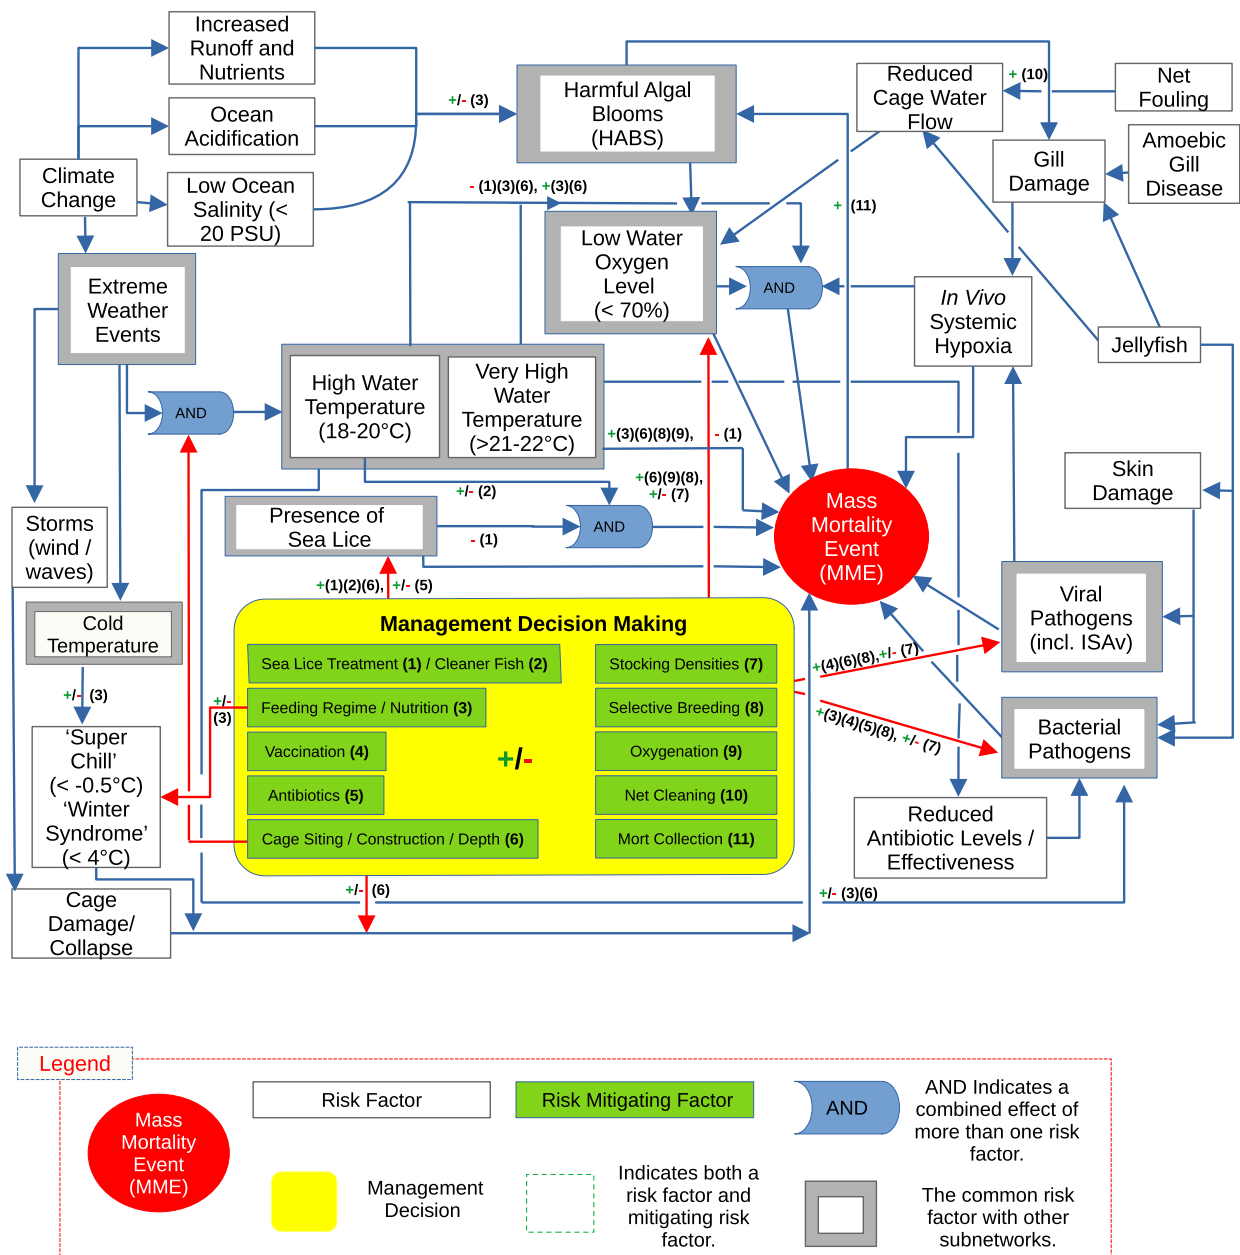 Increased
Runoff and
Nutrients
Ocean
Acidification
Climate
Change
Low Ocean
Salinity (<
20 PSU)
+/- (3)
Harmful Algal
Blooms
(HABS)
Reduced
Cage Water
Flow
+ (10)
Net
Fouling
Amoebic
Gill
Disease
Gill
Damage
- (1)(3)(6), +(3)(6)
+ (11)
Extreme
Weather
Events
Low Water
Oxygen
Level
(< 70%)
AND
In Vivo
Systemic
Hypoxia
Jellyfish
AND
High Water
Temperature
(18-20°C)
Very High
Water
Temperature
(>21-22°C)
+(3)(6)(8)(9), - (1)
+(6)(9)(8),
+/- (7)
+/- (2)
Skin
Damage
Storms
(wind /
waves)
Presence of
Sea Lice
- (1)
AND
Mass
Mortality
Event
(MME)
+(1)(2)(6), +/- (5)
Cold
Temperature
Viral
Pathogens
(incl. ISAv)
Management Decision Making
Sea Lice Treatment (1) / Cleaner Fish (2)
Feeding Regime / Nutrition (3)
Vaccination (4)
Antibiotics (5)
Cage Siting / Construction / Depth (6)
+/-
Stocking Densities (7)
Selective Breeding (8)
Oxygenation (9)
Net Cleaning (10)
Mort Collection (11)
+(4)(6)(8),+/- (7)
+(3)(4)(5)(8), +/- (7)
+/- (3)
+/-
(3)
‘Super
Chill’
(< -0.5°C)
‘Winter
Syndrome’
(< 4°C)
Bacterial
Pathogens
Reduced
Antibiotic Levels /
Effectiveness
+/- (6)
+/- (3)(6)
Cage
Damage/
Collapse
Legend
Mass
Mortality
Event
(MME)
Risk Factor
Risk Mitigating Factor
AND
AND Indicates a
combined effect of
more than one risk
factor.
Management
Decision
Indicates both a
risk factor and
mitigating risk
factor.
The common risk
factor with other
subnetworks.